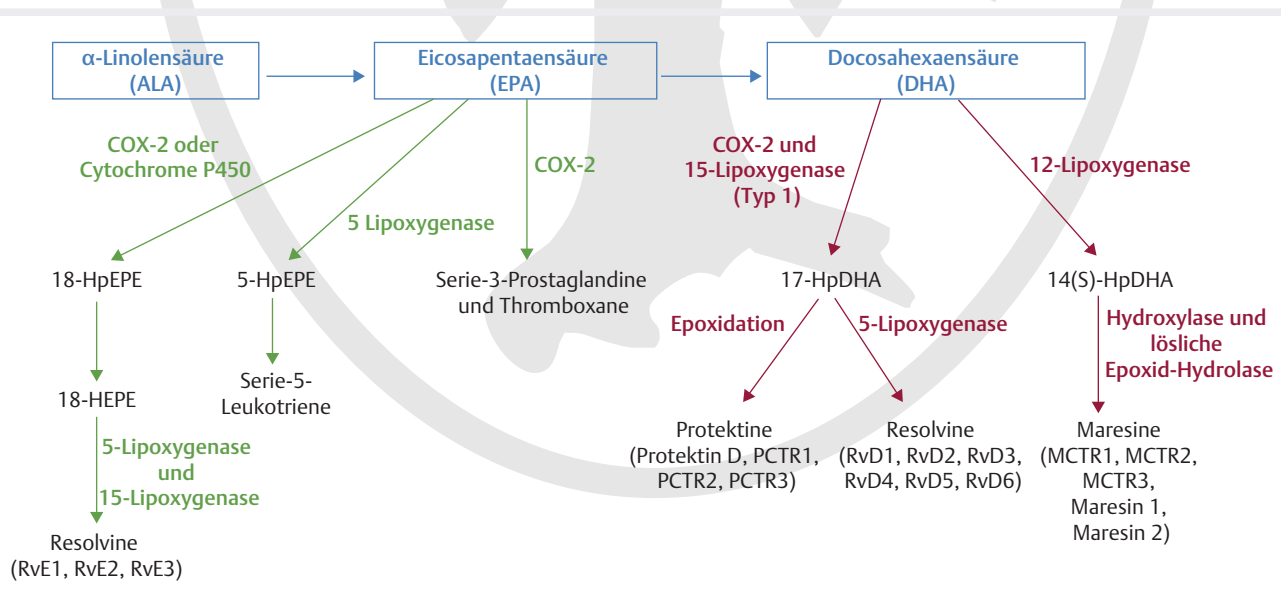 α-Linolensäure
(ALA)
Eicosapentaensäure
(EPA)
Docosahexaensäure
(DHA)
COX-2 oder
Cytochrome P450
5 Lipoxygenase
COX-2
COX-2 und
15-Lipoxygenase
(Typ 1)
12-Lipoxygenase
18-HpEPE
5-HpEPE
Serie-3-Prostaglandine
und Thromboxane
17-HpDHA
14(S)-HpDHA
Epoxidation
5-Lipoxygenase
Hydroxylase und
lösliche
Epoxid-Hydrolase
18-HEPE
Serie-5-
Leukotriene
5-Lipoxygenase
und
15-Lipoxygenase
Protektine
(Protektin D, PCTR1,
PCTR2, PCTR3)
Resolvine
(RvD1, RvD2, RvD3,
RvD4, RvD5, RvD6)
Maresine
(MCTR1, MCTR2,
MCTR3,
Maresin 1,
Maresin 2)
Resolvine
(RvE1, RvE2, RvE3)